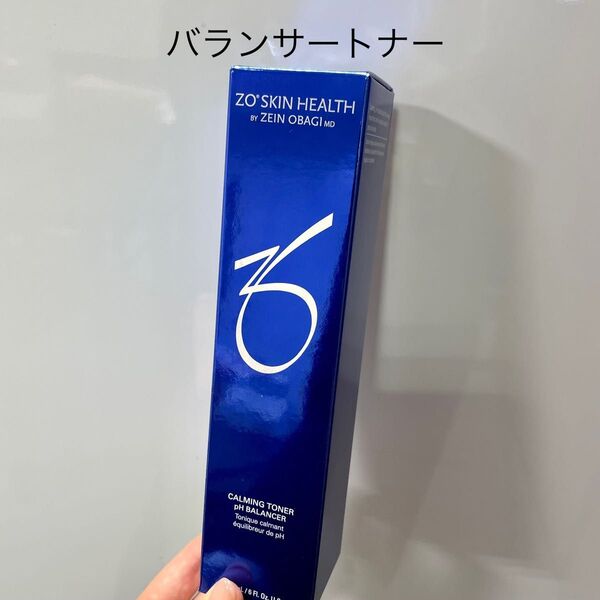 バランサートナー
ZO® SKIN HEALTH
BY ZEIN OBAGI MD
CALMING TONER
pH BALANCER
Tonique calmant
équilibreur de pH